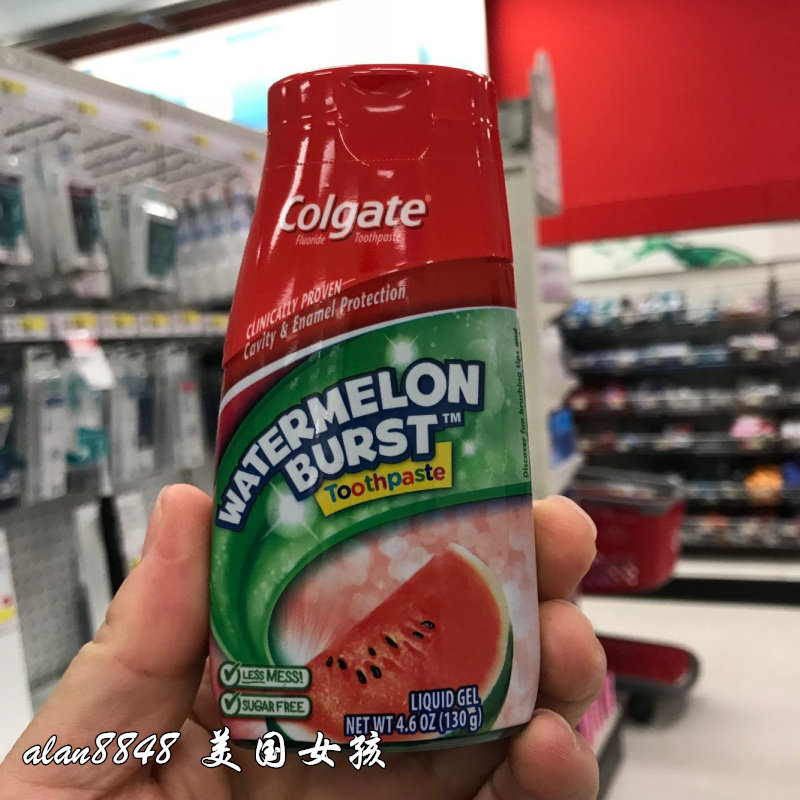 Colgate®
Fluoride Toothpaste
CLINICALLY PROVEN
Cavity & Enamel Protection
WATERMELON
BURST™
Toothpaste
Discover fun brushing tips and
LESS MESS!
SUGAR FREE
LIQUID GEL
NET WT 4.6 OZ (130 g)
alan8848 美国女孩